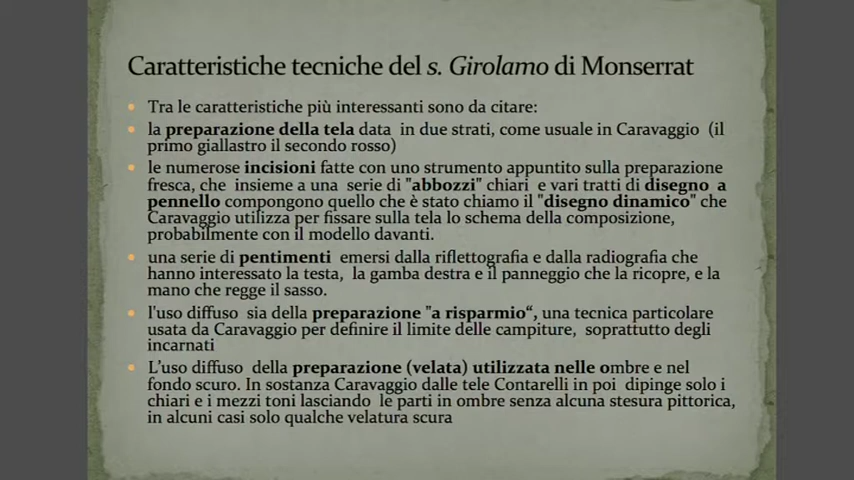 Caratteristiche tecniche del s. Girolamo di Monserrat
• Tra le caratteristiche più interessanti sono da citare:
• la preparazione della tela data in due strati, come usuale in Caravaggio (il
primo giallastro il secondo rosso)
• le numerose incisioni fatte con uno strumento appuntito sulla preparazione
fresca, che insieme a una serie di "abbozzi" chiari e vari tratti di disegno a
pennello compongono quello che è stato chiamo il "disegno dinamico" che
Caravaggio utilizza per fissare sulla tela lo schema della composizione,
probabilmente con il modello davanti.
• una serie di pentimenti emersi dalla riflettografia e dalla radiografia che
hanno interessato la testa, la gamba destra e il panneggio che la ricopre, e la
mano che regge il sasso.
• l'uso diffuso sia della preparazione "a risparmio“, una tecnica particolare
usata da Caravaggio per definire il limite delle campiture, soprattutto degli
incarnati
• L’uso diffuso della preparazione (velata) utilizzata nelle ombre e nel
fondo scuro. In sostanza Caravaggio dalle tele Contarelli in poi dipinge solo i
chiari e i mezzi toni lasciando le parti in ombre senza alcuna stesura pittorica,
in alcuni casi solo qualche velatura scura